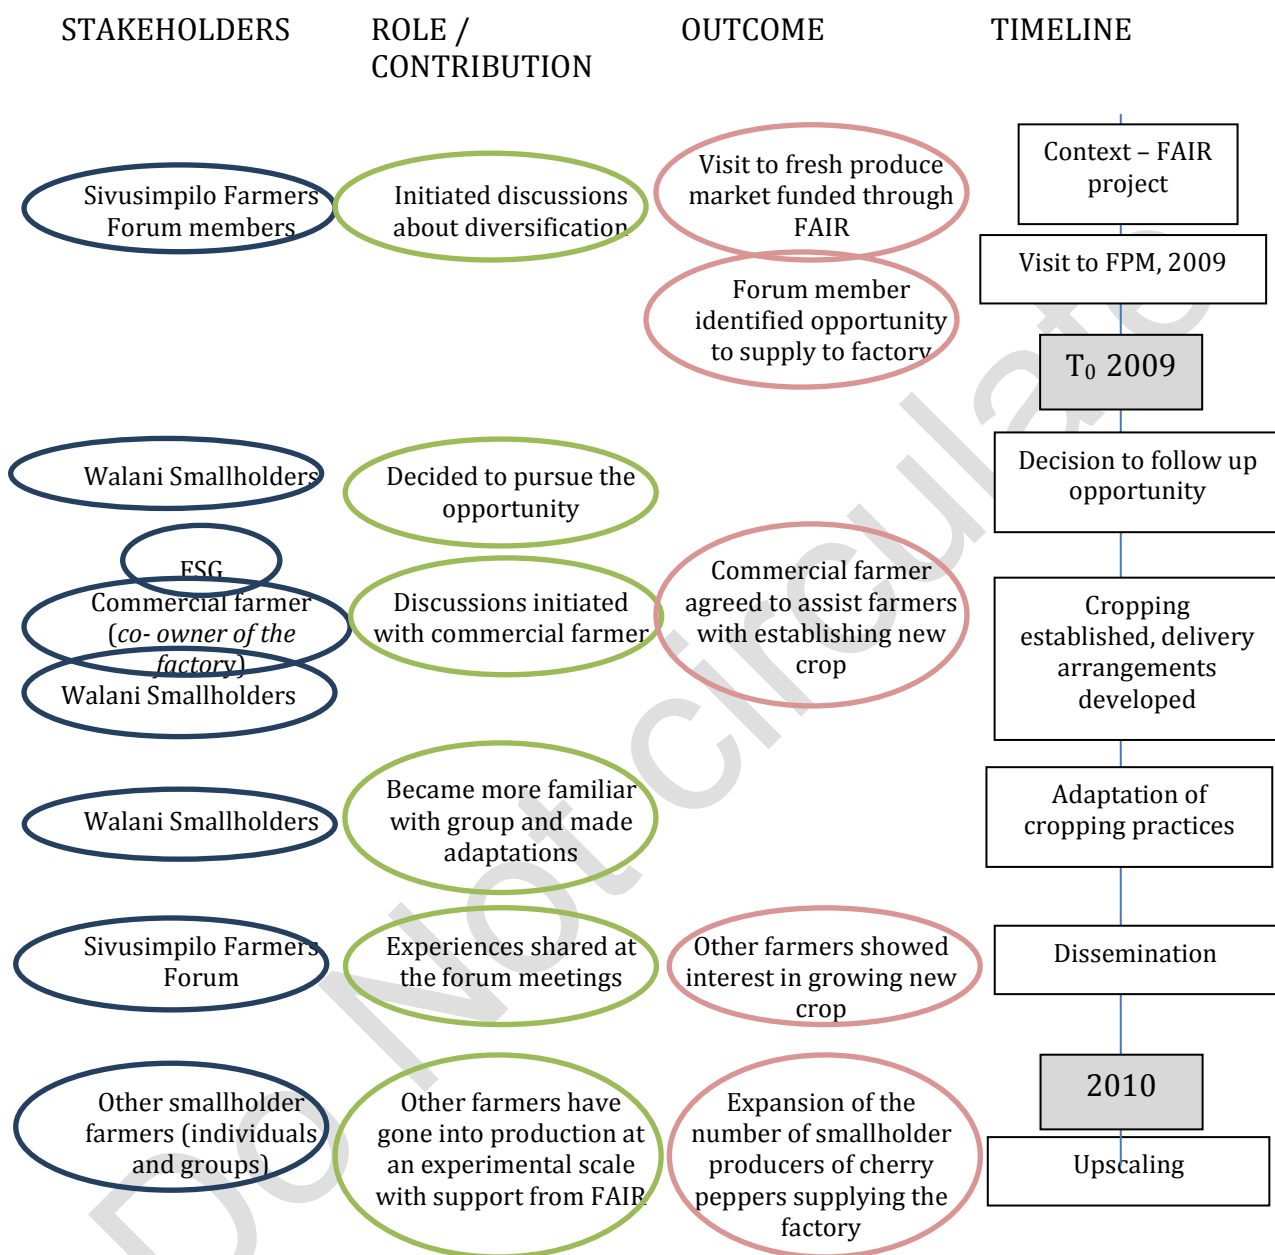 STAKEHOLDERS
ROLE /
CONTRIBUTION
OUTCOME
TIMELINE
Sivusimpilo Farmers
Forum members
Initiated discussions
about diversification
Visit to fresh produce
market funded through
FAIR
Context – FAIR
project
Visit to FPM, 2009
Forum member
identified opportunity
to supply to factory
T₀ 2009
Walani Smallholders
Decided to pursue the
opportunity
Decision to follow up
opportunity
FSG
Commercial farmer
(co- owner of the
factory)
Walani Smallholders
Discussions initiated
with commercial farmer
Commercial farmer
agreed to assist farmers
with establishing new
crop
Cropping
established, delivery
arrangements
developed
Walani Smallholders
Became more familiar
with group and made
adaptations
Adaptation of
cropping practices
Sivusimpilo Farmers
Forum
Experiences shared at
the forum meetings
Other farmers showed
interest in growing new
crop
Dissemination
2010
Other smallholder
farmers (individuals
and groups)
Other farmers have
gone into production at
an experimental scale
with support from FAIR
Expansion of the
number of smallholder
producers of cherry
peppers supplying the
factory
Upscaling
Do Not circulate